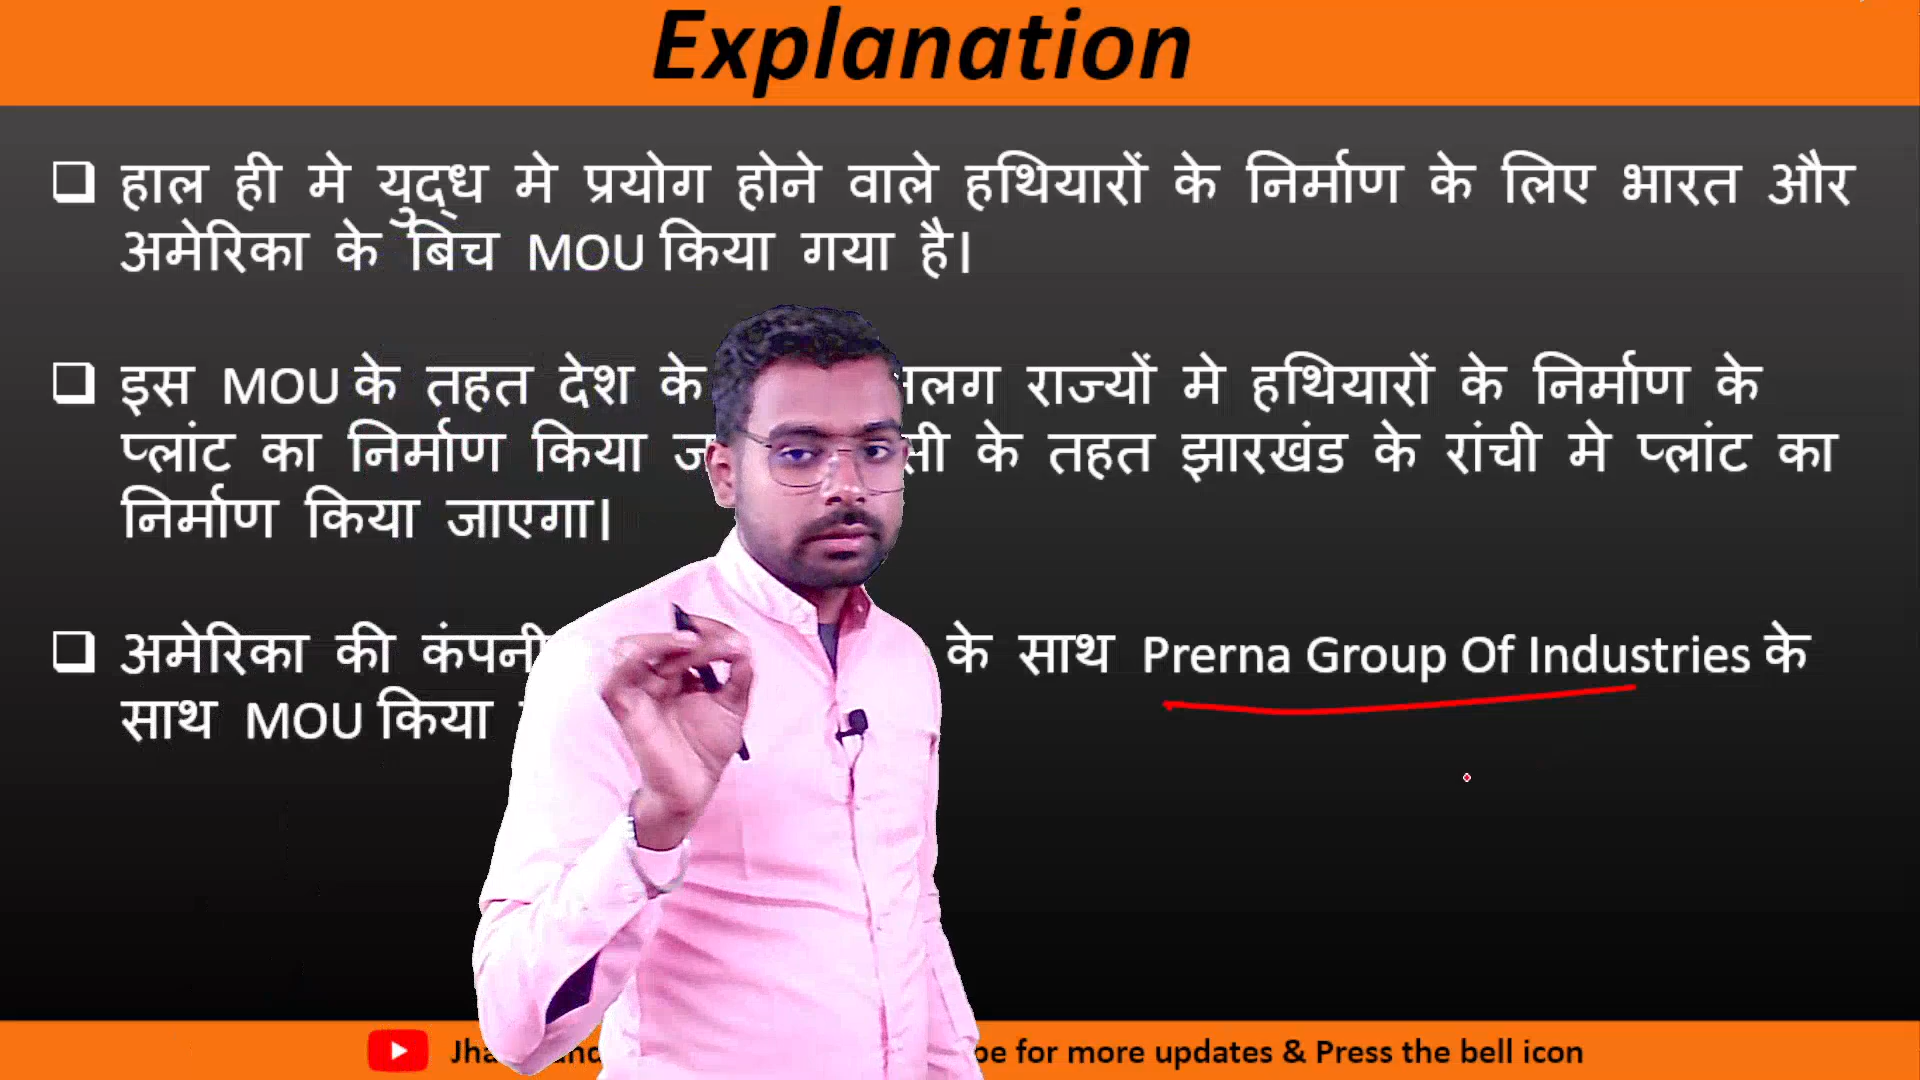 Explanation
हाल ही मे युद्ध मे प्रयोग होने वाले हथियारों के निर्माण के लिए भारत और
अमेरिका के बिच MOU किया गया है।
इस MOU के तहत देश के राज्यों मे हथियारों के निर्माण के
प्लांट का निर्माण किया के तहत झारखंड के रांची मे प्लांट का
निर्माण किया जाएगा।
अमेरिका की कंपनी के साथ Prerna Group Of Industries के
साथ MOU किया
for more updates & Press the bell icon